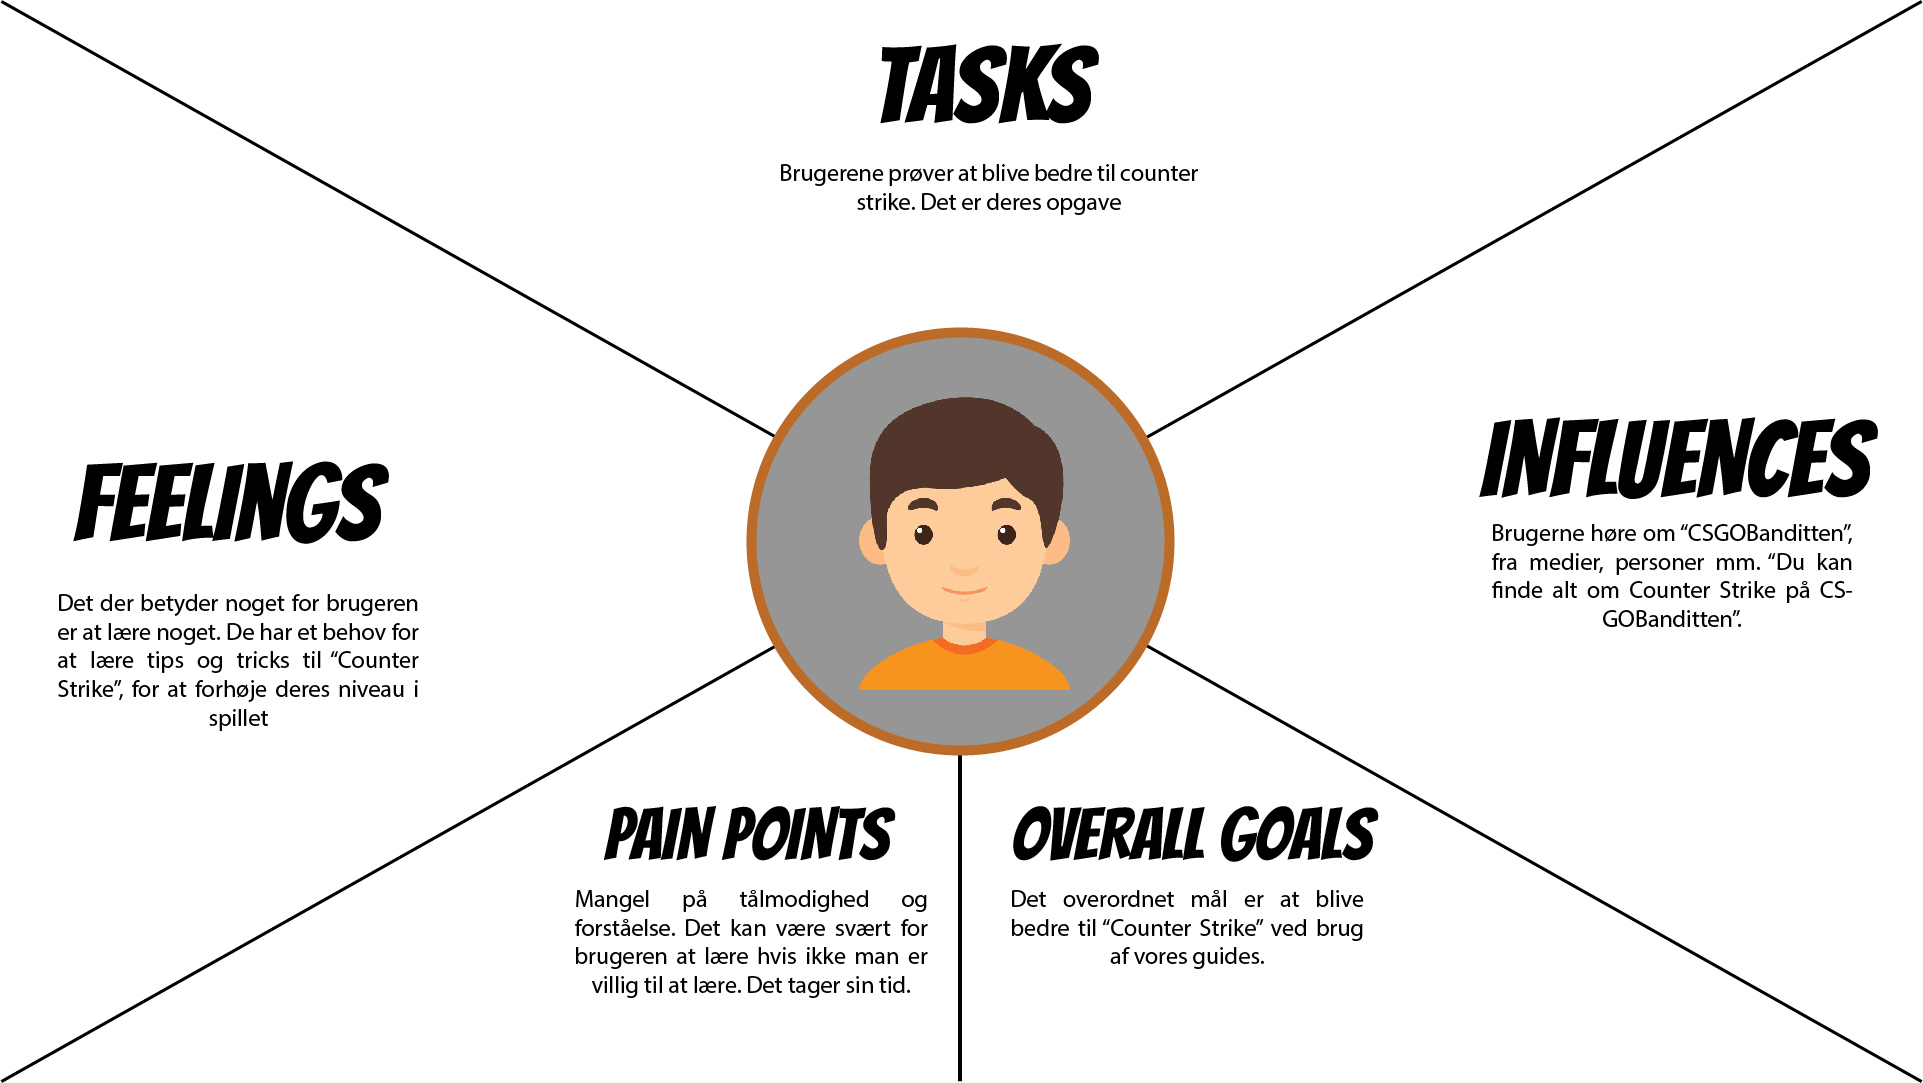 TASKS
Brugerene prøver at blive bedre til counter
strike. Det er deres opgave
FEELINGS
Det der betyder noget for brugeren
er at lære noget. De har et behov for
at lære tips og tricks til “Counter
Strike”, for at forhøje deres niveau i
spillet
INFLUENCES
Brugerne høre om “CSGOBanditten”,
fra medier, personer mm. “Du kan
finde alt om Counter Strike på CS-
GOBanditten”.
PAIN POINTS
Mangel på tålmodighed og
forståelse. Det kan være svært for
brugeren at lære hvis ikke man er
villig til at lære. Det tager sin tid.
OVERALL GOALS
Det overordnet mål er at blive
bedre til “Counter Strike” ved brug
af vores guides.